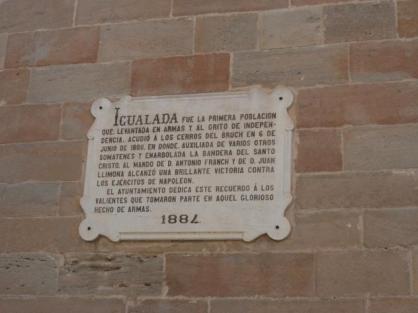 IGUALADA FUE LA PRIMERA POBLACION
QUE, LEVANTADA EN ARMAS Y AL GRITO DE INDEPEN-
DENCIA, ACUDIÓ A LOS CERROS DEL BRUCH EN 6 DE
JUNIO DE 1808, EN DONDE, AUXILIADA DE VARIOS OTROS
SOMATENES Y ENARBOLADA LA BANDERA DEL SANTO
CRISTO, AL MANDO DE D. ANTONIO FRANCH Y DE D. JUAN
LLIMONA ALCANZÓ UNA BRILLANTE VICTORIA CONTRA
LOS EJÉRCITOS DE NAPOLEON.
EL AYUNTAMIENTO DEDICA ESTE RECUERDO Á LOS
VALIENTES QUE TOMARON PARTE EN AQUEL GLORIOSO
HECHO DE ARMAS.
1884